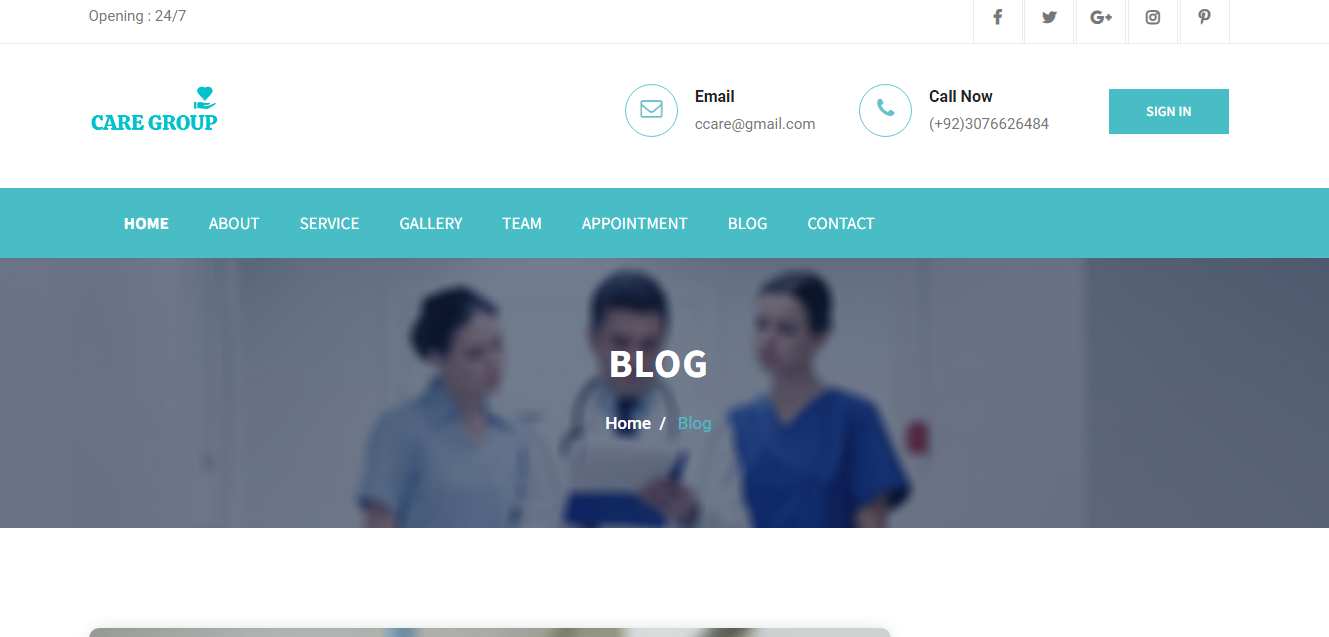 Opening : 24/7
CARE GROUP
Email
ccare@gmail.com
Call Now
(+92)3076626484
SIGN IN
HOME ABOUT SERVICE GALLERY TEAM APPOINTMENT BLOG CONTACT
BLOG
Home / Blog